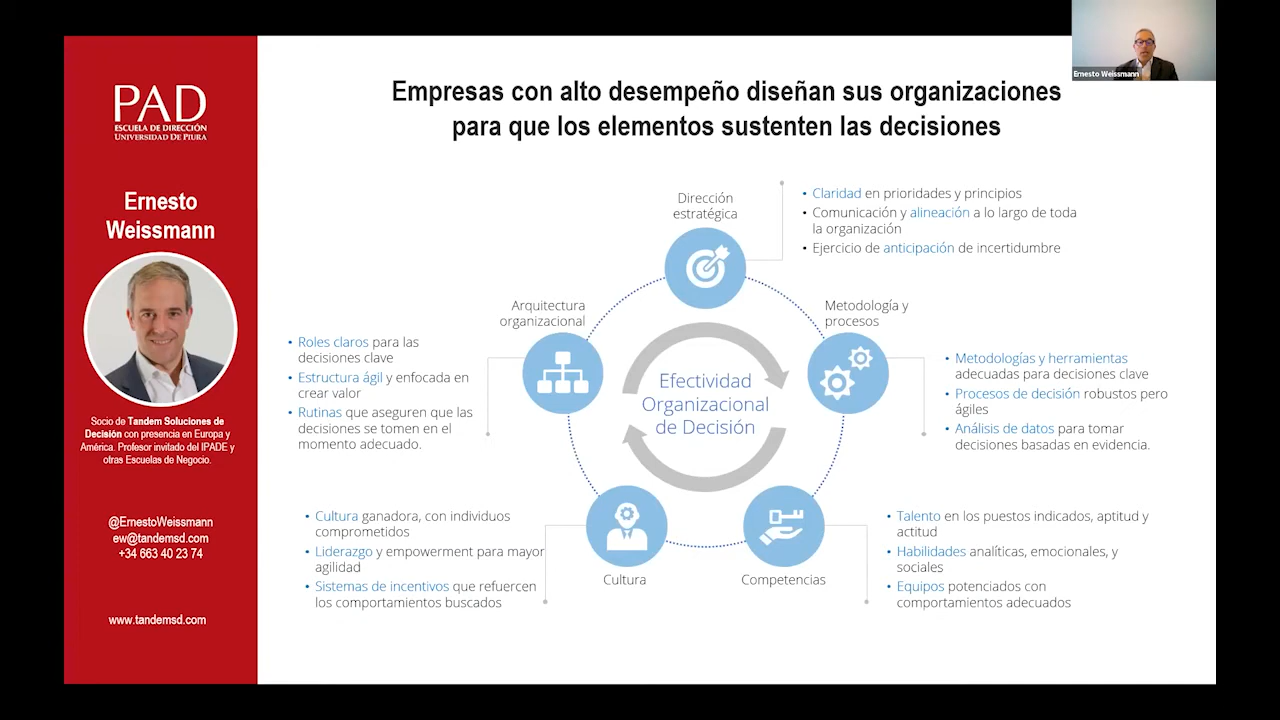 PAD
ESCUELA DE DIRECCIÓN
UNIVERSIDAD DE PIURA
Ernesto
Weissmann
Socio de Tandem Soluciones de
Decisión con presencia en Europa y
América. Profesor invitado del IPADE y
otras Escuelas de Negocio.
@ErnestoWeissmann
ew@tandemsd.com
+34 663 40 23 74
www.tandemsd.com
Ernesto Weissmann
Empresas con alto desempeño diseñan sus organizaciones
para que los elementos sustenten las decisiones
Dirección
estratégica
• Claridad en prioridades y principios
• Comunicación y alineación a lo largo de toda
la organización
• Ejercicio de anticipación de incertidumbre
Arquitectura
organizacional
• Roles claros para las
decisiones clave
• Estructura ágil y enfocada en
crear valor
• Rutinas que aseguren que las
decisiones se tomen en el
momento adecuado.
Metodología y
procesos
• Metodologías y herramientas
adecuadas para decisiones clave
• Procesos de decisión robustos pero
ágiles
• Análisis de datos para tomar
decisiones basadas en evidencia.
Efectividad
Organizacional
de Decisión
• Cultura ganadora, con individuos
comprometidos
• Liderazgo y empowerment para mayor
agilidad
• Sistemas de incentivos que refuercen
los comportamientos buscados
Cultura
Competencias
• Talento en los puestos indicados, aptitud y
actitud
• Habilidades analíticas, emocionales, y
sociales
• Equipos potenciados con
comportamientos adecuados